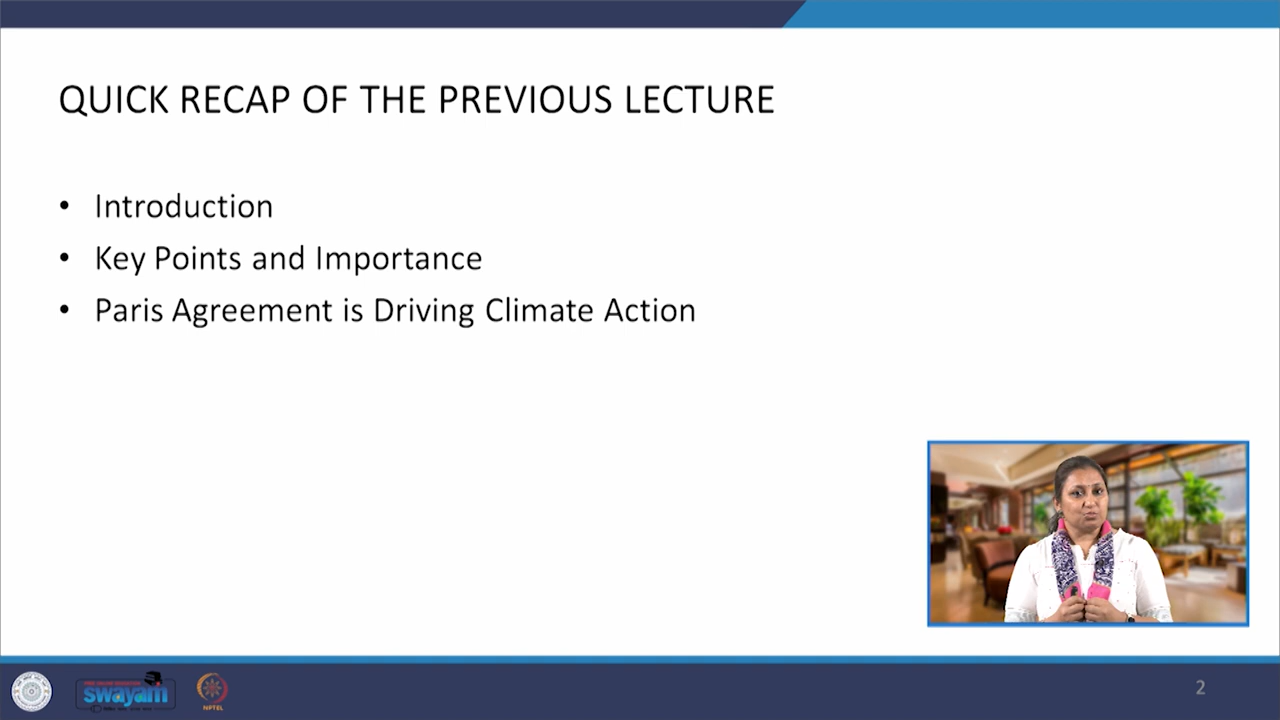 QUICK RECAP OF THE PREVIOUS LECTURE
• Introduction
• Key Points and Importance
• Paris Agreement is Driving Climate Action
swayam
NPTEL
2